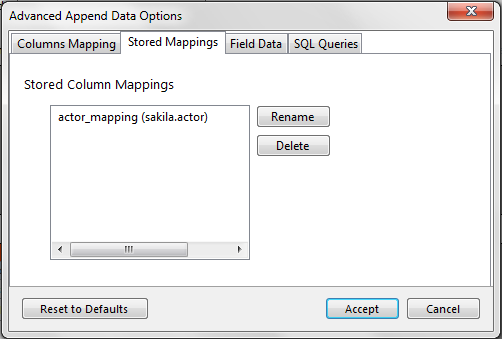 Advanced Append Data Options
Columns Mapping Stored Mappings Field Data SQL Queries
Stored Column Mappings
actor_mapping (sakila.actor)
Rename
Delete
Reset to Defaults Accept Cancel